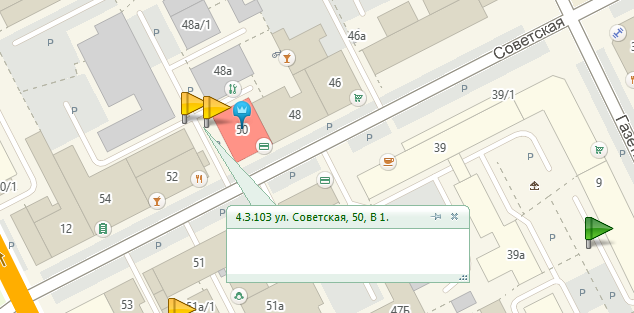 48а/1
46а
Советская
P
P
48а
46
39/1
Газе
P
48
50
P
P
39
P
9
52
P
0/1
54
4.3.103 ул. Советская, 50, В 1.
12
P
39а
P
51
P
P
53
51а/1
51а
47Б
P